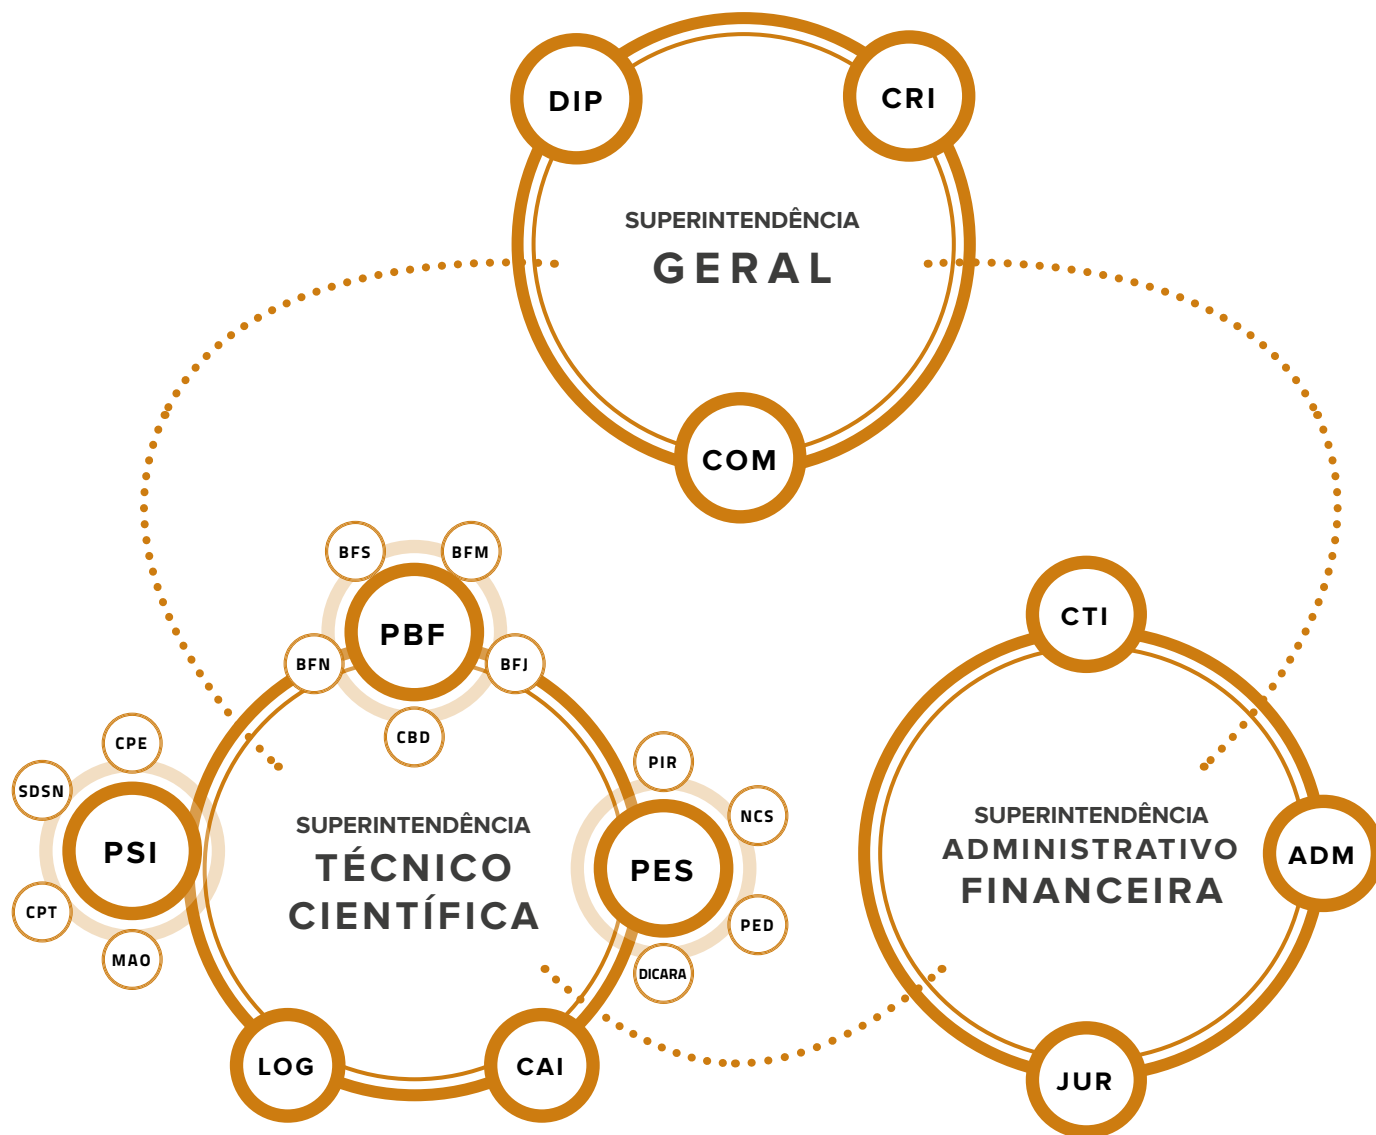 DIP
CRI
SUPERINTENDÊNCIA
GERAL
COM
BFS
BFM
PBF
BFN
BFJ
CBD
CPE
SDSN
PSI
CPT
MAO
SUPERINTENDÊNCIA
TÉCNICO
CIENTÍFICA
PIR
NCS
PES
PED
DICARA
LOG
CAI
CTI
SUPERINTENDÊNCIA
ADMINISTRATIVO
FINANCEIRA
ADM
JUR